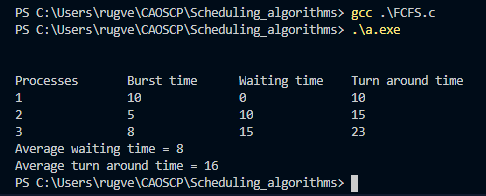 PS C:\Users\rugve\CAOSCP\Scheduling_algorithms> gcc .\FCFS.c
PS C:\Users\rugve\CAOSCP\Scheduling_algorithms> .\a.exe
Processes Burst time Waiting time Turn around time
1 10 0 10
2 5 10 15
3 8 15 23
Average waiting time = 8
Average turn around time = 16
PS C:\Users\rugve\CAOSCP\Scheduling_algorithms>